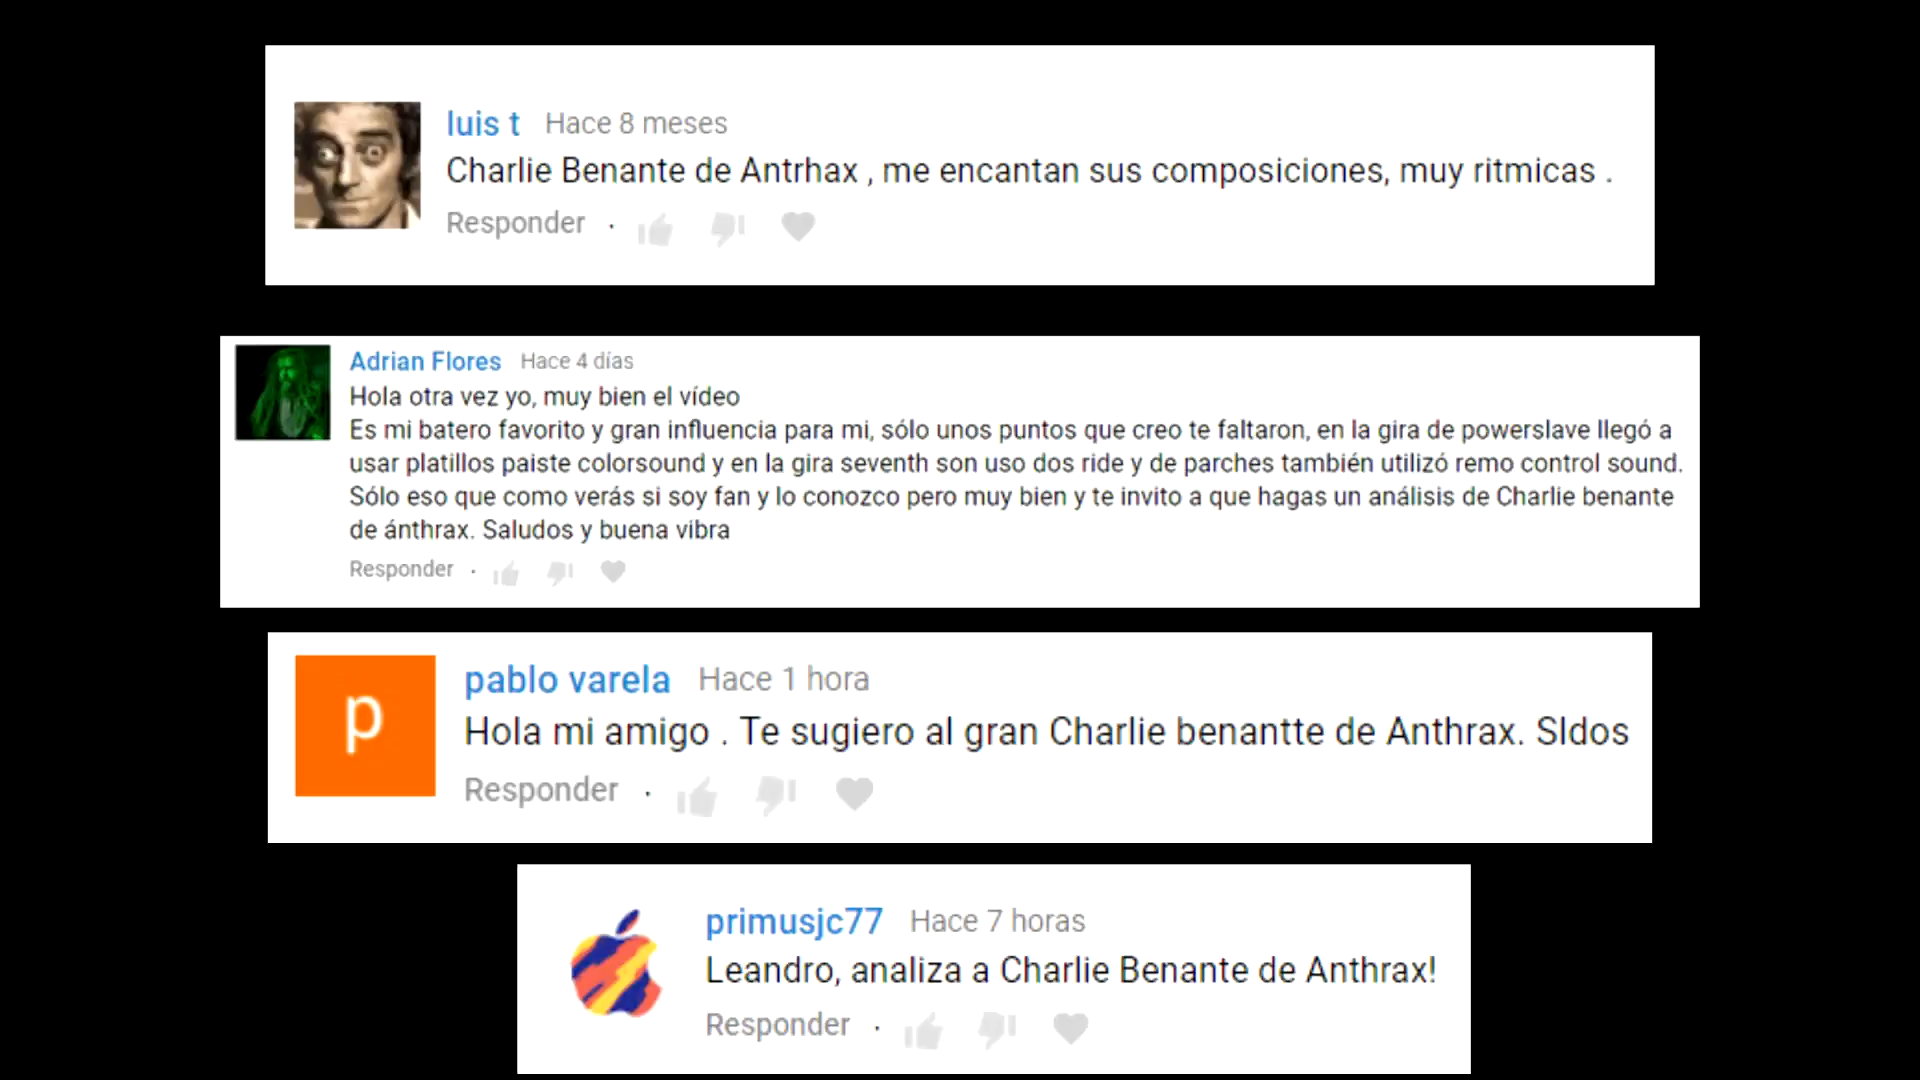 luis t Hace 8 meses
Charlie Benante de Antrhax , me encantan sus composiciones, muy ritmicas .
Responder ·
Adrian Flores Hace 4 días
Hola otra vez yo, muy bien el vídeo
Es mi batero favorito y gran influencia para mi, sólo unos puntos que creo te faltaron, en la gira de powerslave llegó a
usar platillos paiste colorsound y en la gira seventh son uso dos ride y de parches también utilizó remo control sound.
Sólo eso que como verás si soy fan y lo conozco pero muy bien y te invito a que hagas un análisis de Charlie benante
de ánthrax. Saludos y buena vibra
Responder ·
p
pablo varela Hace 1 hora
Hola mi amigo . Te sugiero al gran Charlie benantte de Anthrax. Sldos
Responder ·
primusjc77 Hace 7 horas
Leandro, analiza a Charlie Benante de Anthrax!
Responder ·